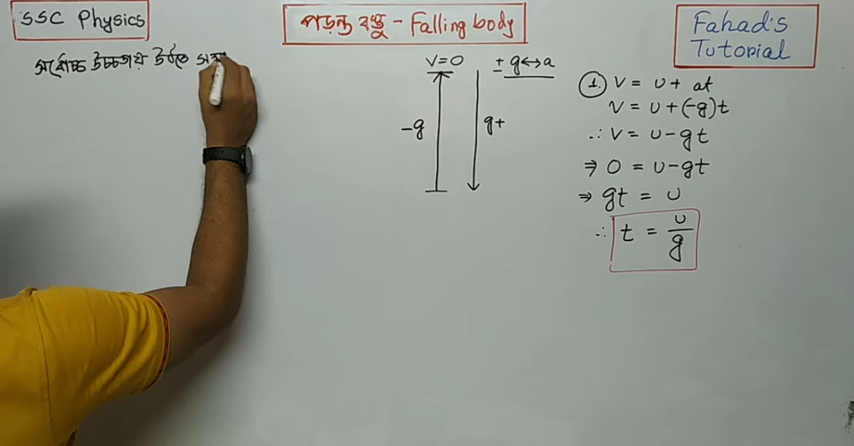 SSC Physics
পড়ন্ত বস্তু - Falling body
Fahad's
Tutorial
সর্বোচ্চ উচ্চতায় উঠতে
V=0
+ g↔a
−
-g
g+
1. V = u + at
V = u + (-g)t
∴ V = u - gt
⇒ 0 = u - gt
⇒ gt = u
∴ t = u/g